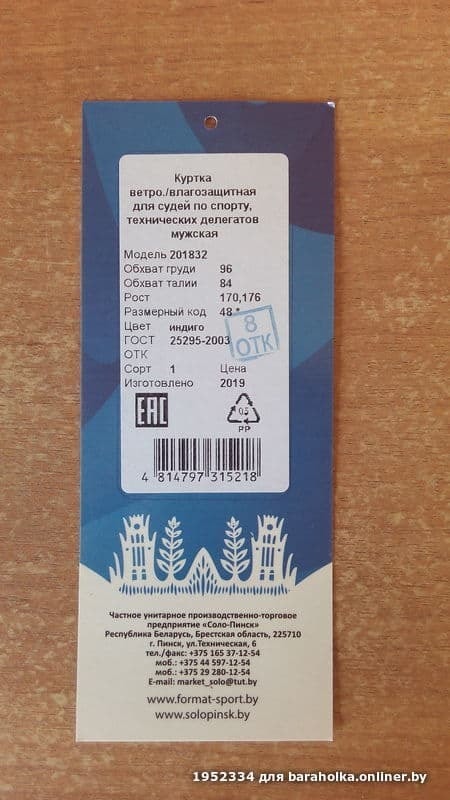 Куртка
ветро./влагозащитная
для судей по спорту,
технических делегатов
мужская
Модель 201832
Обхват груди 96
Обхват талии 84
Рост 170,176
Размерный код 48 *
Цвет индиго
ГОСТ 25295-2003
ОТК
8
ОТК
Сорт 1 Цена
Изготовлено 2019
EAC
05
PP
4 814797 315218
Частное унитарное производственно-торговое
предприятие «Соло-Пинск»
Республика Беларусь, Брестская область, 225710
г. Пинск, ул.Техническая, 6
тел./факс: +375 165 37-12-54
моб.: +375 44 597-12-54
моб.: +375 29 280-12-54
E-mail: market_solo@tut.by
www.format-sport.by
www.solopinsk.by
1952334 для baraholka.onliner.by